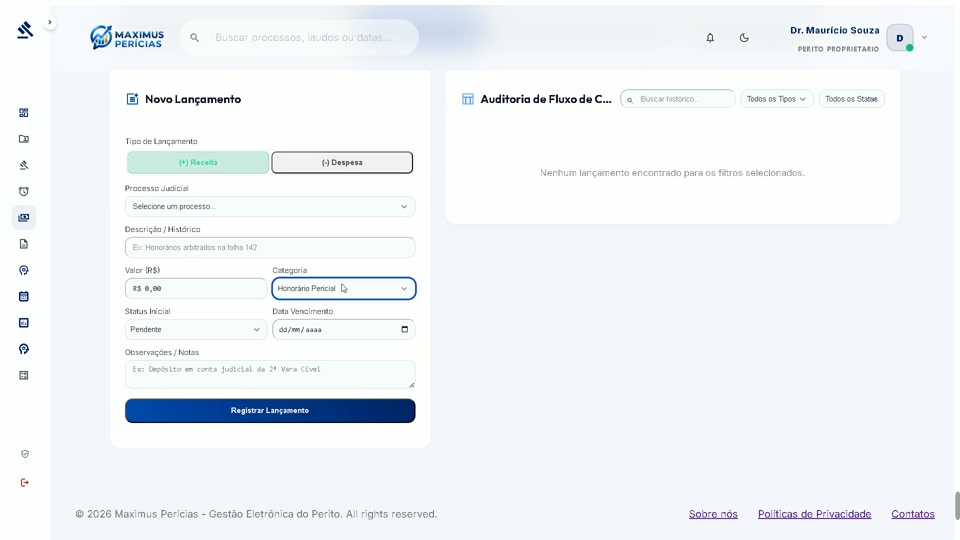 MAXIMUS
PERÍCIAS
Buscar processos, laudos ou datas...
Dr. Maurício Souza
PERITO PROPRIETARIO
D
Novo Lançamento
Tipo de Lançamento
(+) Receita
(-) Despesa
Processo Judicial
Selecione um processo...
Descrição / Histórico
Ex: Honorários arbitrados na folha 142
Valor (R$)
Categoria
R$ 0,00
Honorário Pericial
Status Inicial
Data Vencimento
Pendente
dd/mm/aaaa
Observações / Notas
Ex: Depósito em conta judicial da 2ª Vara Cível
Registrar Lançamento
Auditoria de Fluxo de C...
Buscar histórico...
Todos os Tipos
Todos os Status
Nenhum lançamento encontrado para os filtros selecionados.
© 2026 Maximus Perícias - Gestão Eletrônica do Perito. All rights reserved.
Sobre nós
Políticas de Privacidade
Contatos